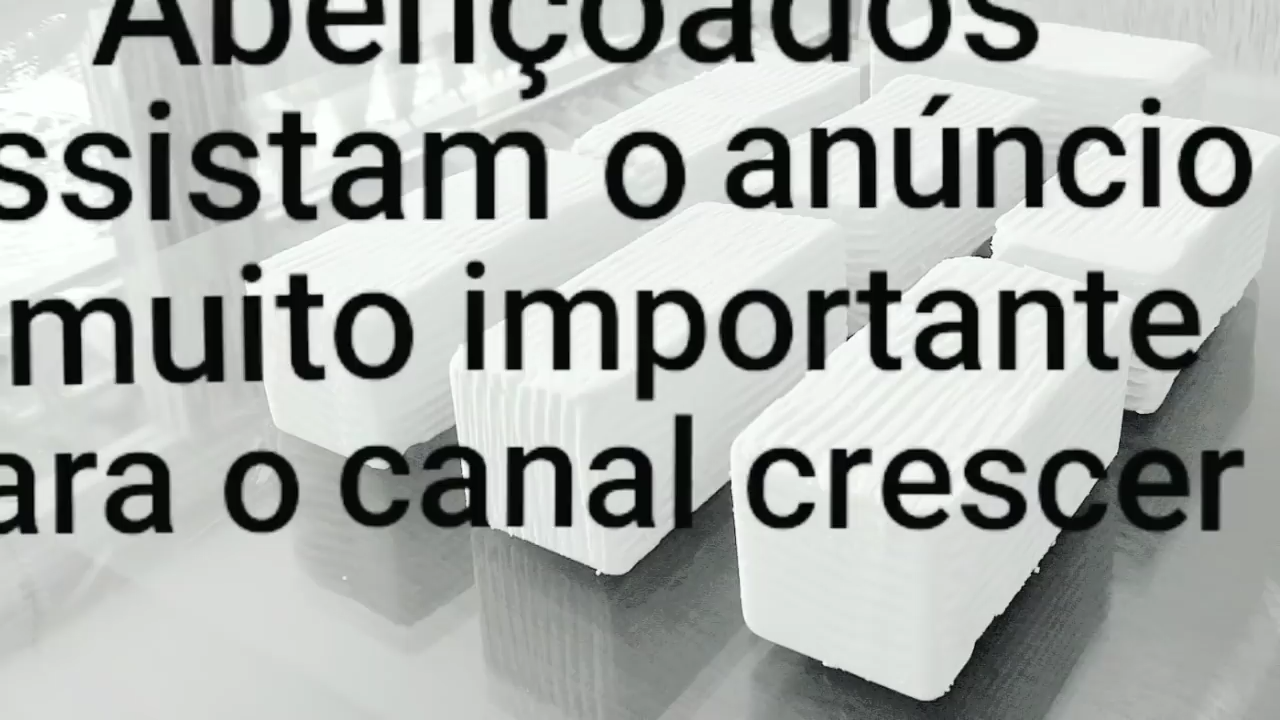 Abençoados
ssistam o anúncio
muito importante
ara o canal crescer